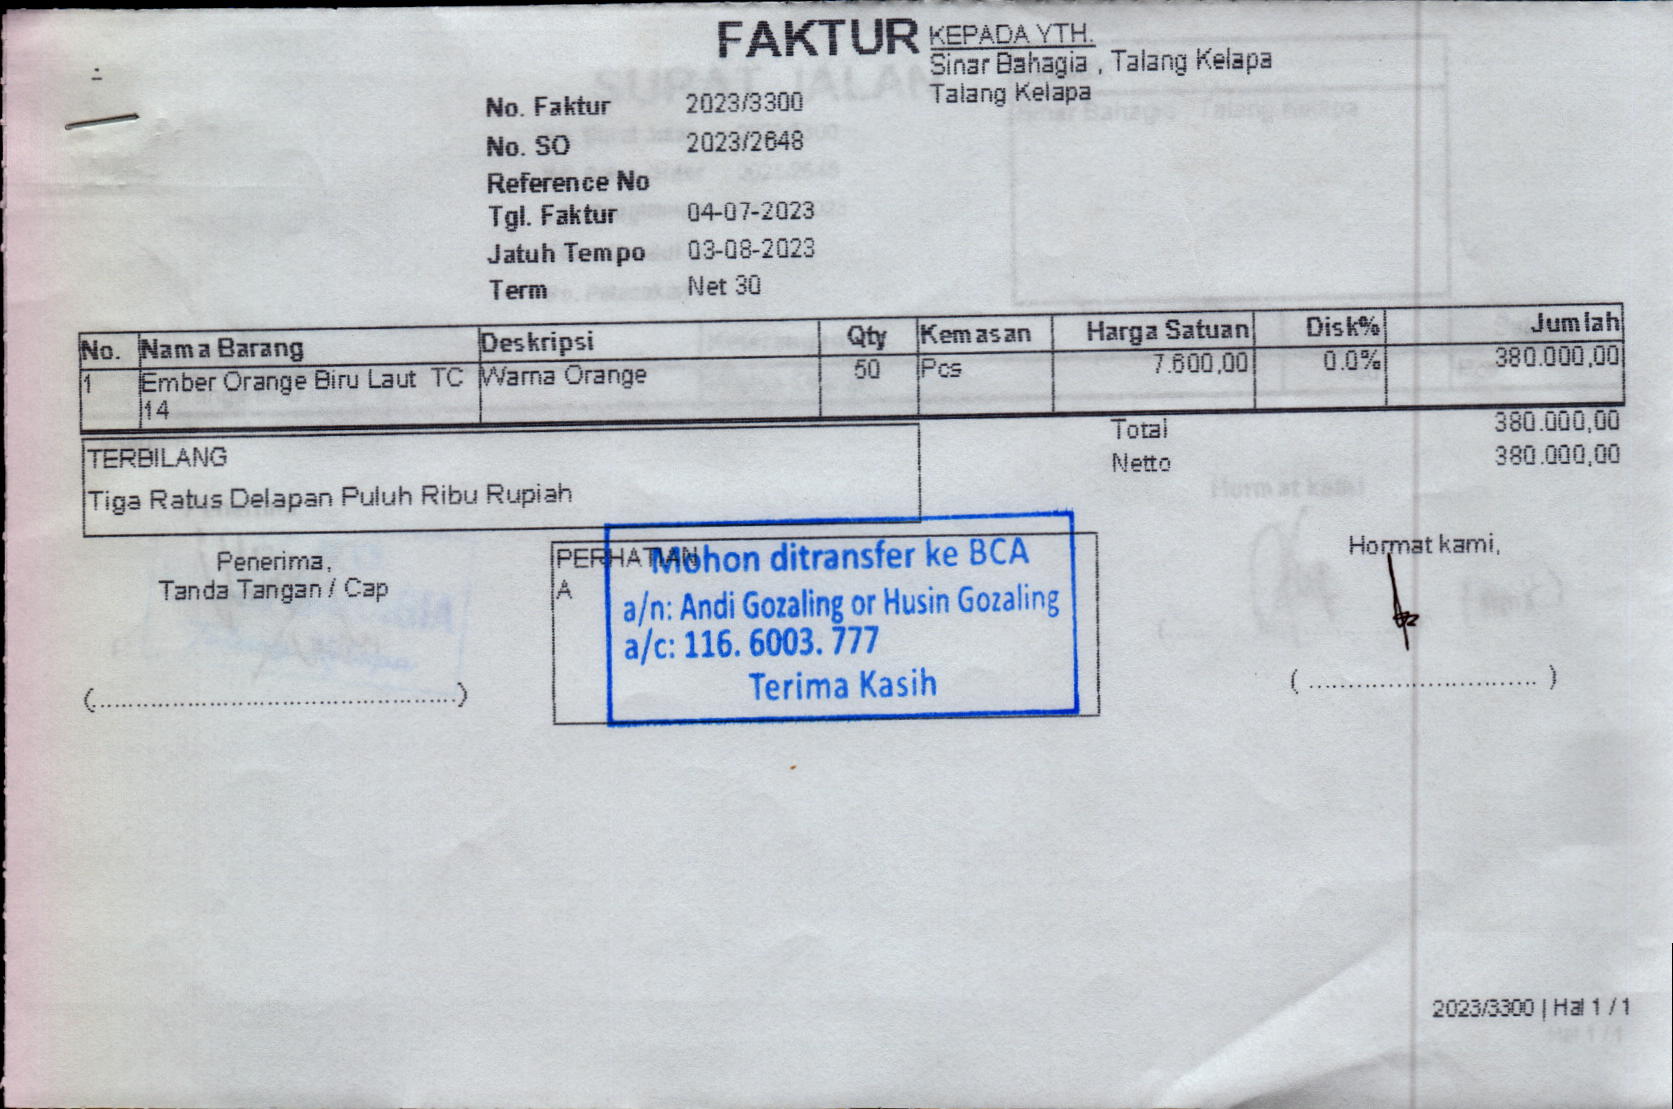 FAKTUR
KEPADA YTH.
Sinar Bahagia , Talang Kelapa
Talang Kelapa
No. Faktur 2023/3300
No. SO 2023/2648
Reference No
Tgl. Faktur 04-07-2023
Jatuh Tempo 03-08-2023
Term Net 30
No. Nama Barang Deskripsi Qty Kemasan Harga Satuan Disk% Jumlah
1 Ember Orange Biru Laut TC Warna Orange 50 Pcs 7.600,00 0.0% 380.000,00
14
Total 380.000,00
Netto 380.000,00
TERBILANG
Tiga Ratus Delapan Puluh Ribu Rupiah
Penerima,
Tanda Tangan / Cap
(..............................................)
PERHATIAN
A
Mohon ditransfer ke BCA
a/n: Andi Gozaling or Husin Gozaling
a/c: 116. 6003. 777
Terima Kasih
Hormat kami,
( ............................. )
2023/3300 | Hal 1 / 1